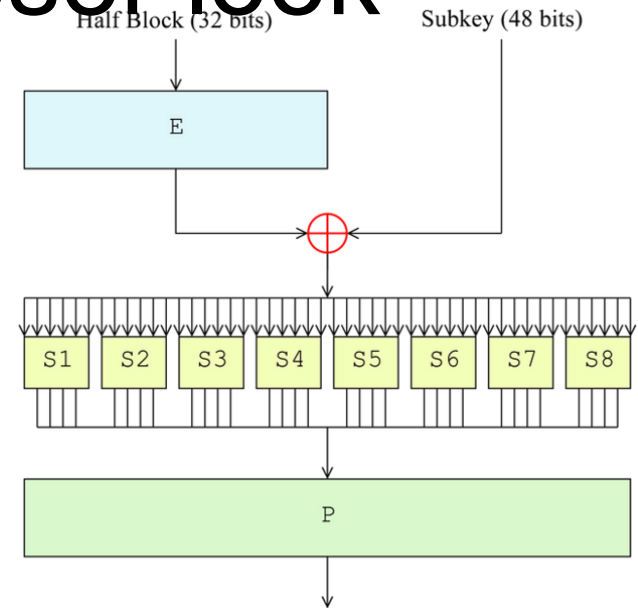 Half Block (32 bits)
Subkey (48 bits)
E
S1 S2 S3 S4 S5 S6 S7 S8
P